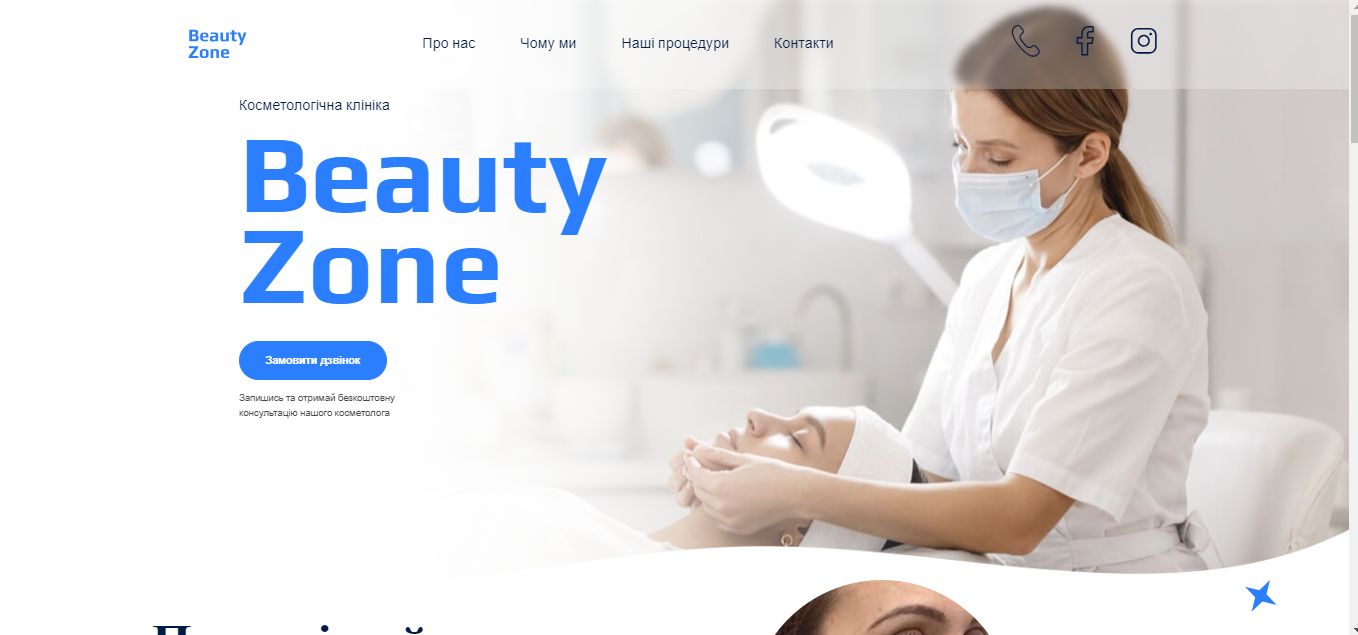 Beauty
Zone
Про нас
Чому ми
Наші процедури
Контакти
Косметологічна клініка
Beauty
Zone
Замовити дзвінок
Запишись та отримай безкоштовну
консультацію нашого косметолога